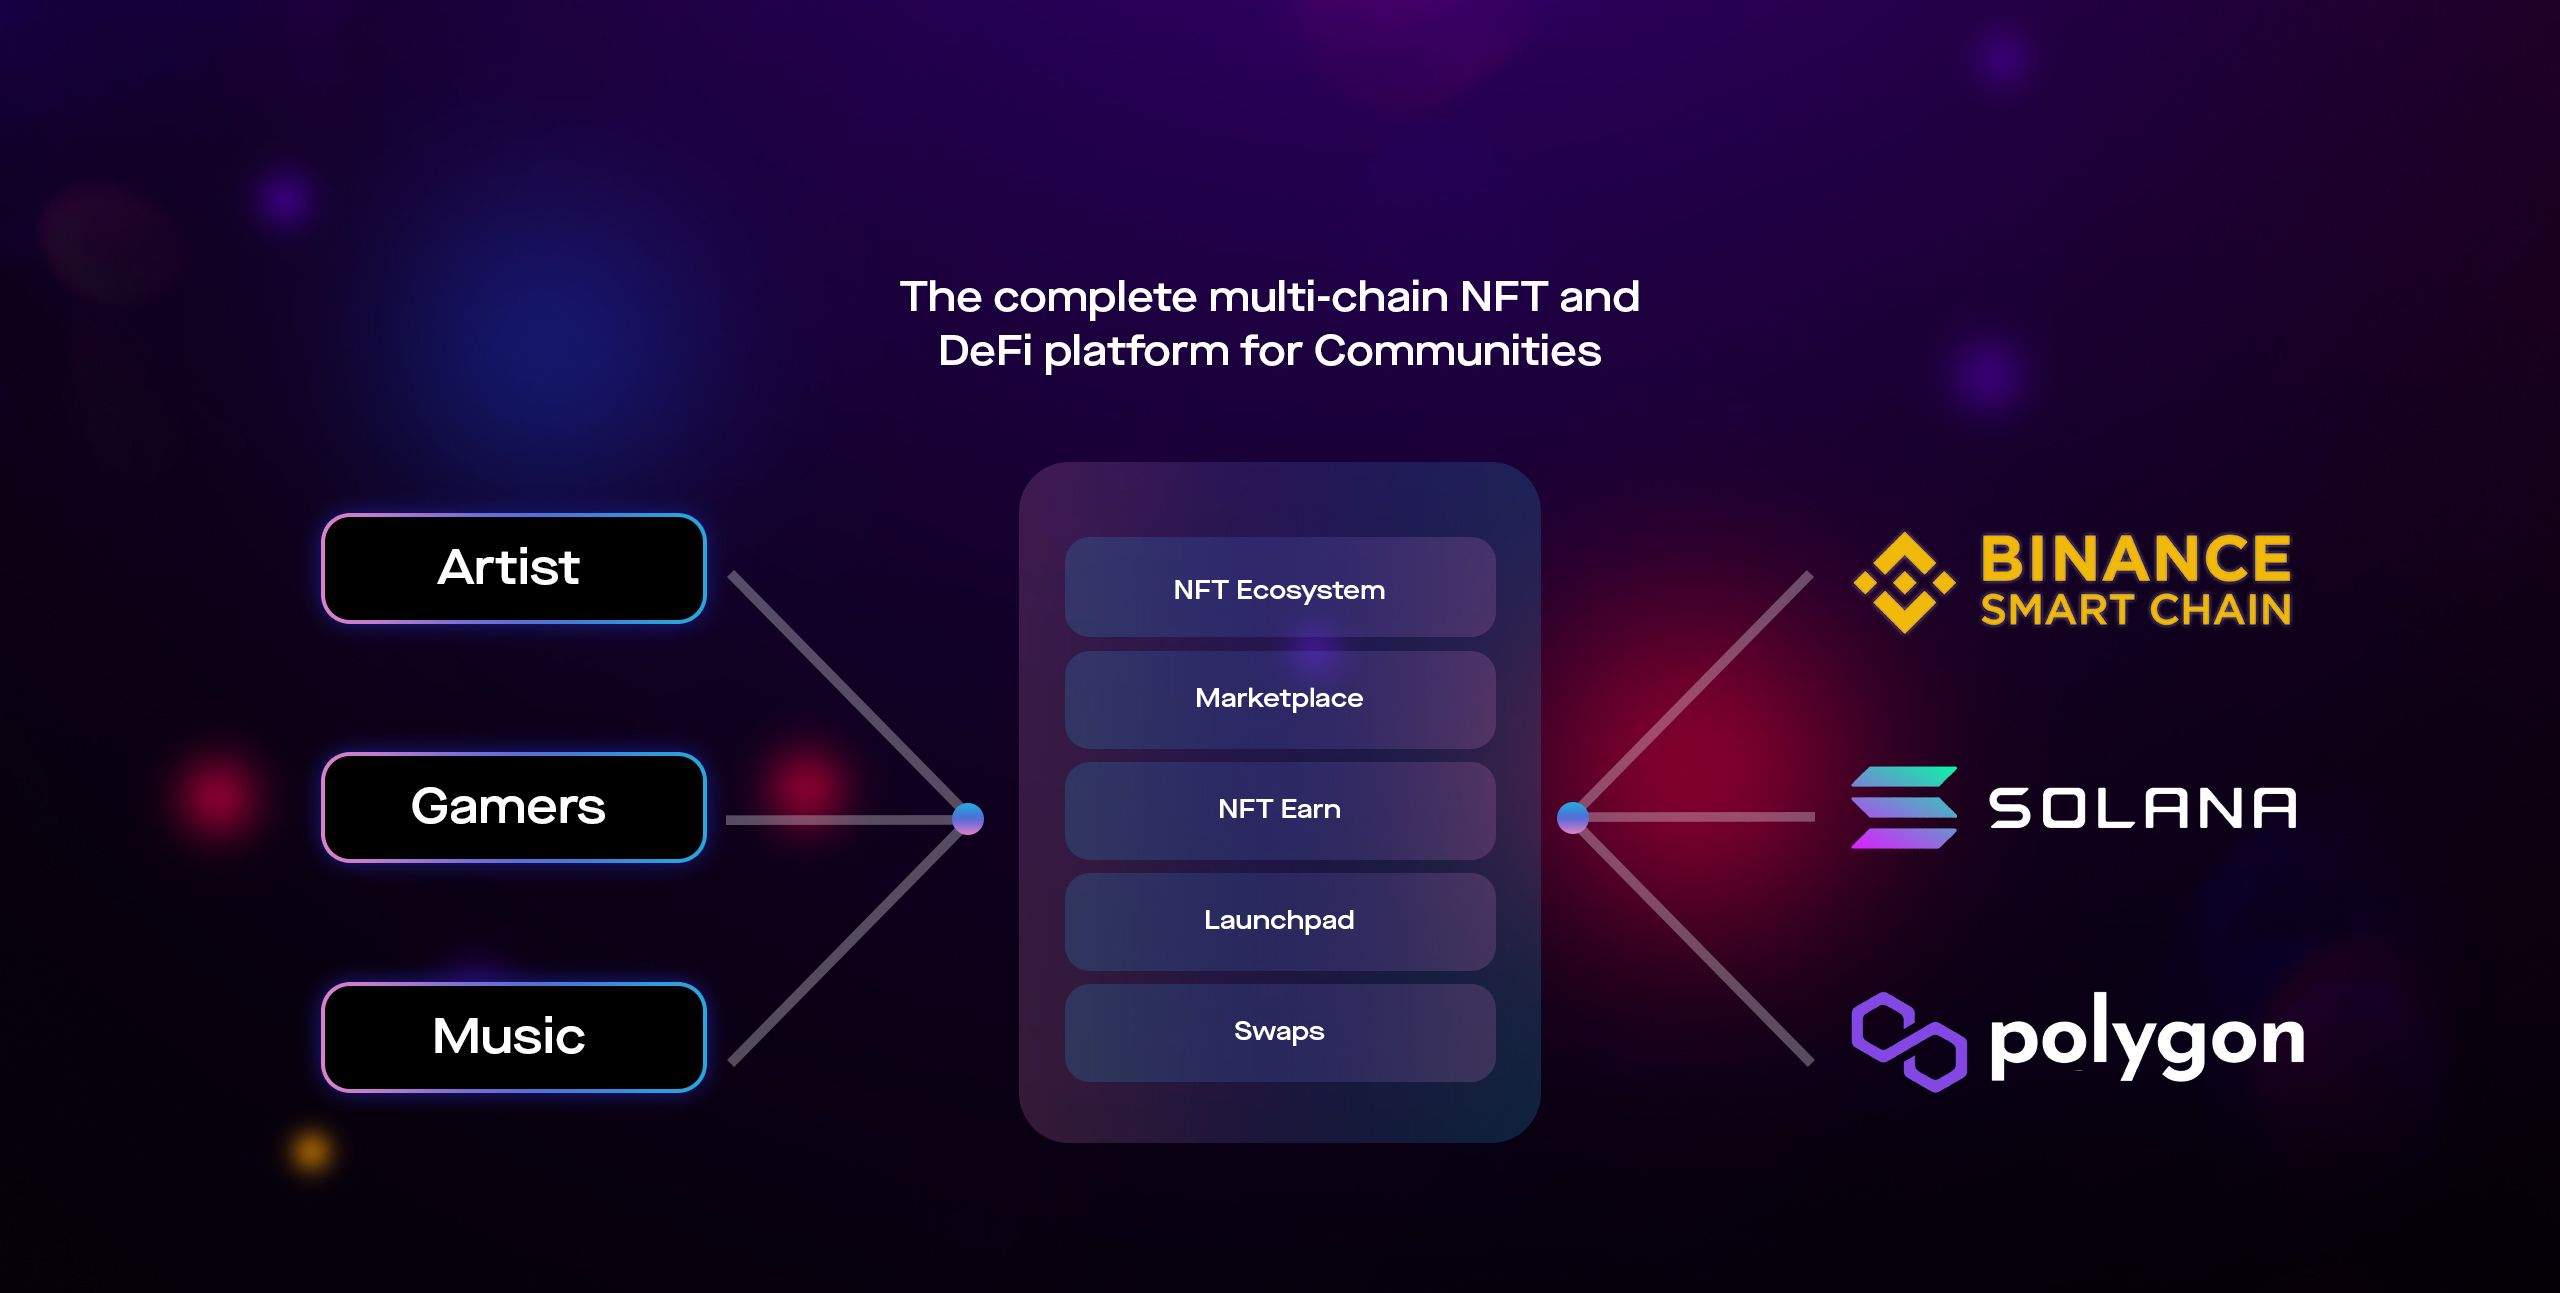 The complete multi-chain NFT and
DeFi platform for Communities
Artist
Gamers
Music
NFT Ecosystem
Marketplace
NFT Earn
Launchpad
Swaps
BINANCE
SMART CHAIN
SOLANA
polygon